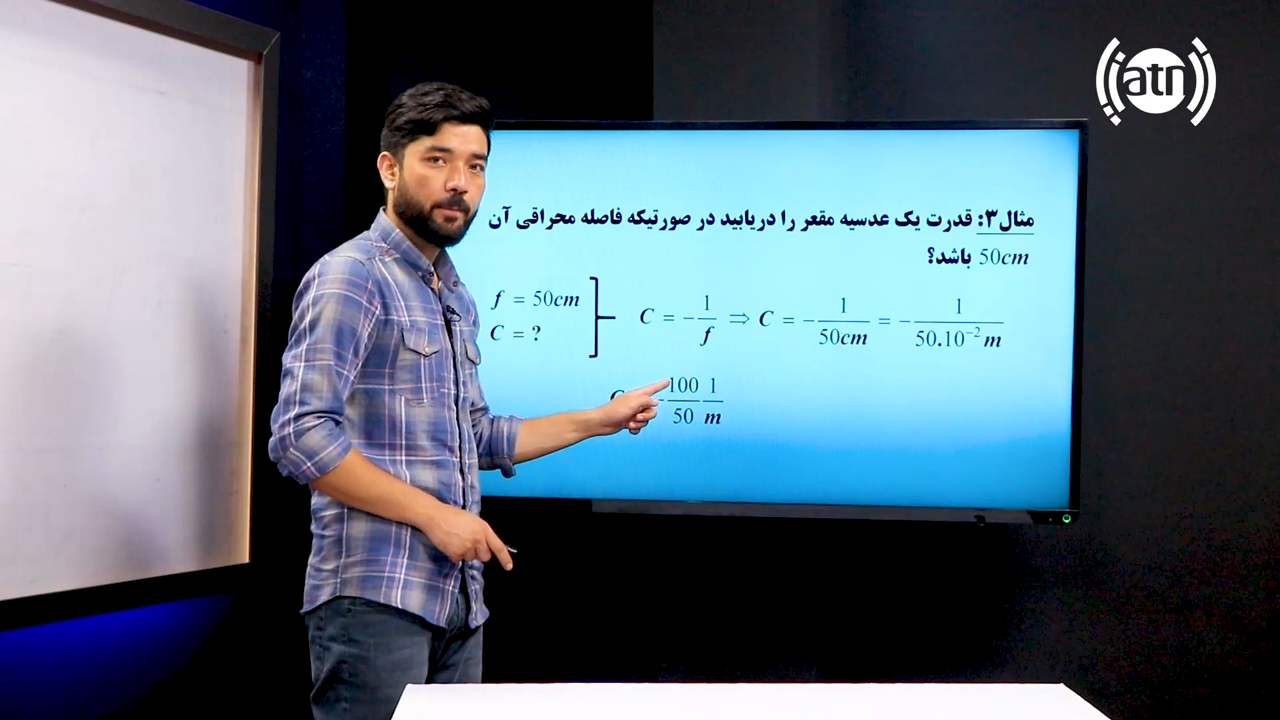 atn
مثال۳: قدرت یک عدسیه مقعر را دریابید در صورتیکه فاصله محراقی آن
50cm باشد؟
f = 50cm
C = ?
C = -1/f ⇒ C = -1/50cm = -1/50.10⁻²m
100/50 1/m